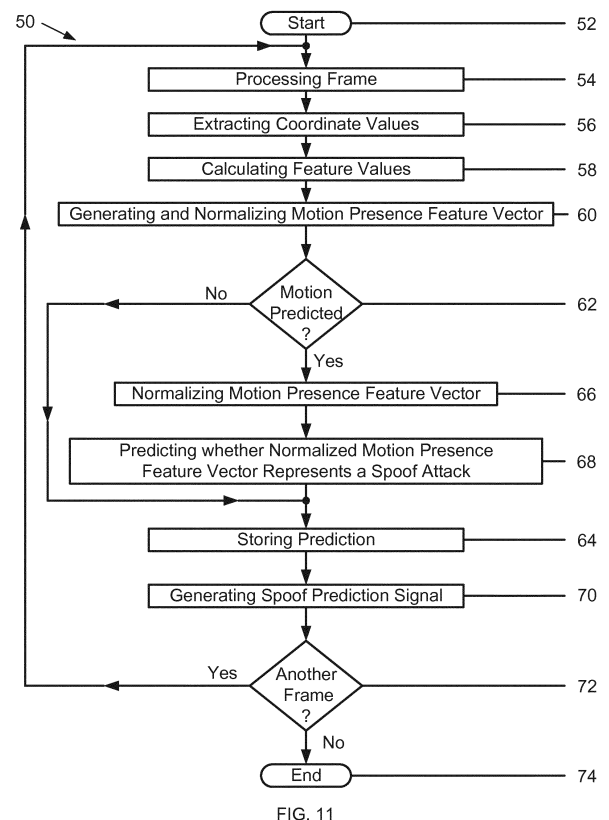 50
Start
52
Processing Frame
54
Extracting Coordinate Values
56
Calculating Feature Values
58
Generating and Normalizing Motion Presence Feature Vector
60
Motion
Predicted
?
62
No
Yes
Normalizing Motion Presence Feature Vector
66
Predicting whether Normalized Motion Presence
Feature Vector Represents a Spoof Attack
68
Storing Prediction
64
Generating Spoof Prediction Signal
70
Yes
Another
Frame
?
72
No
End
74
FIG. 11